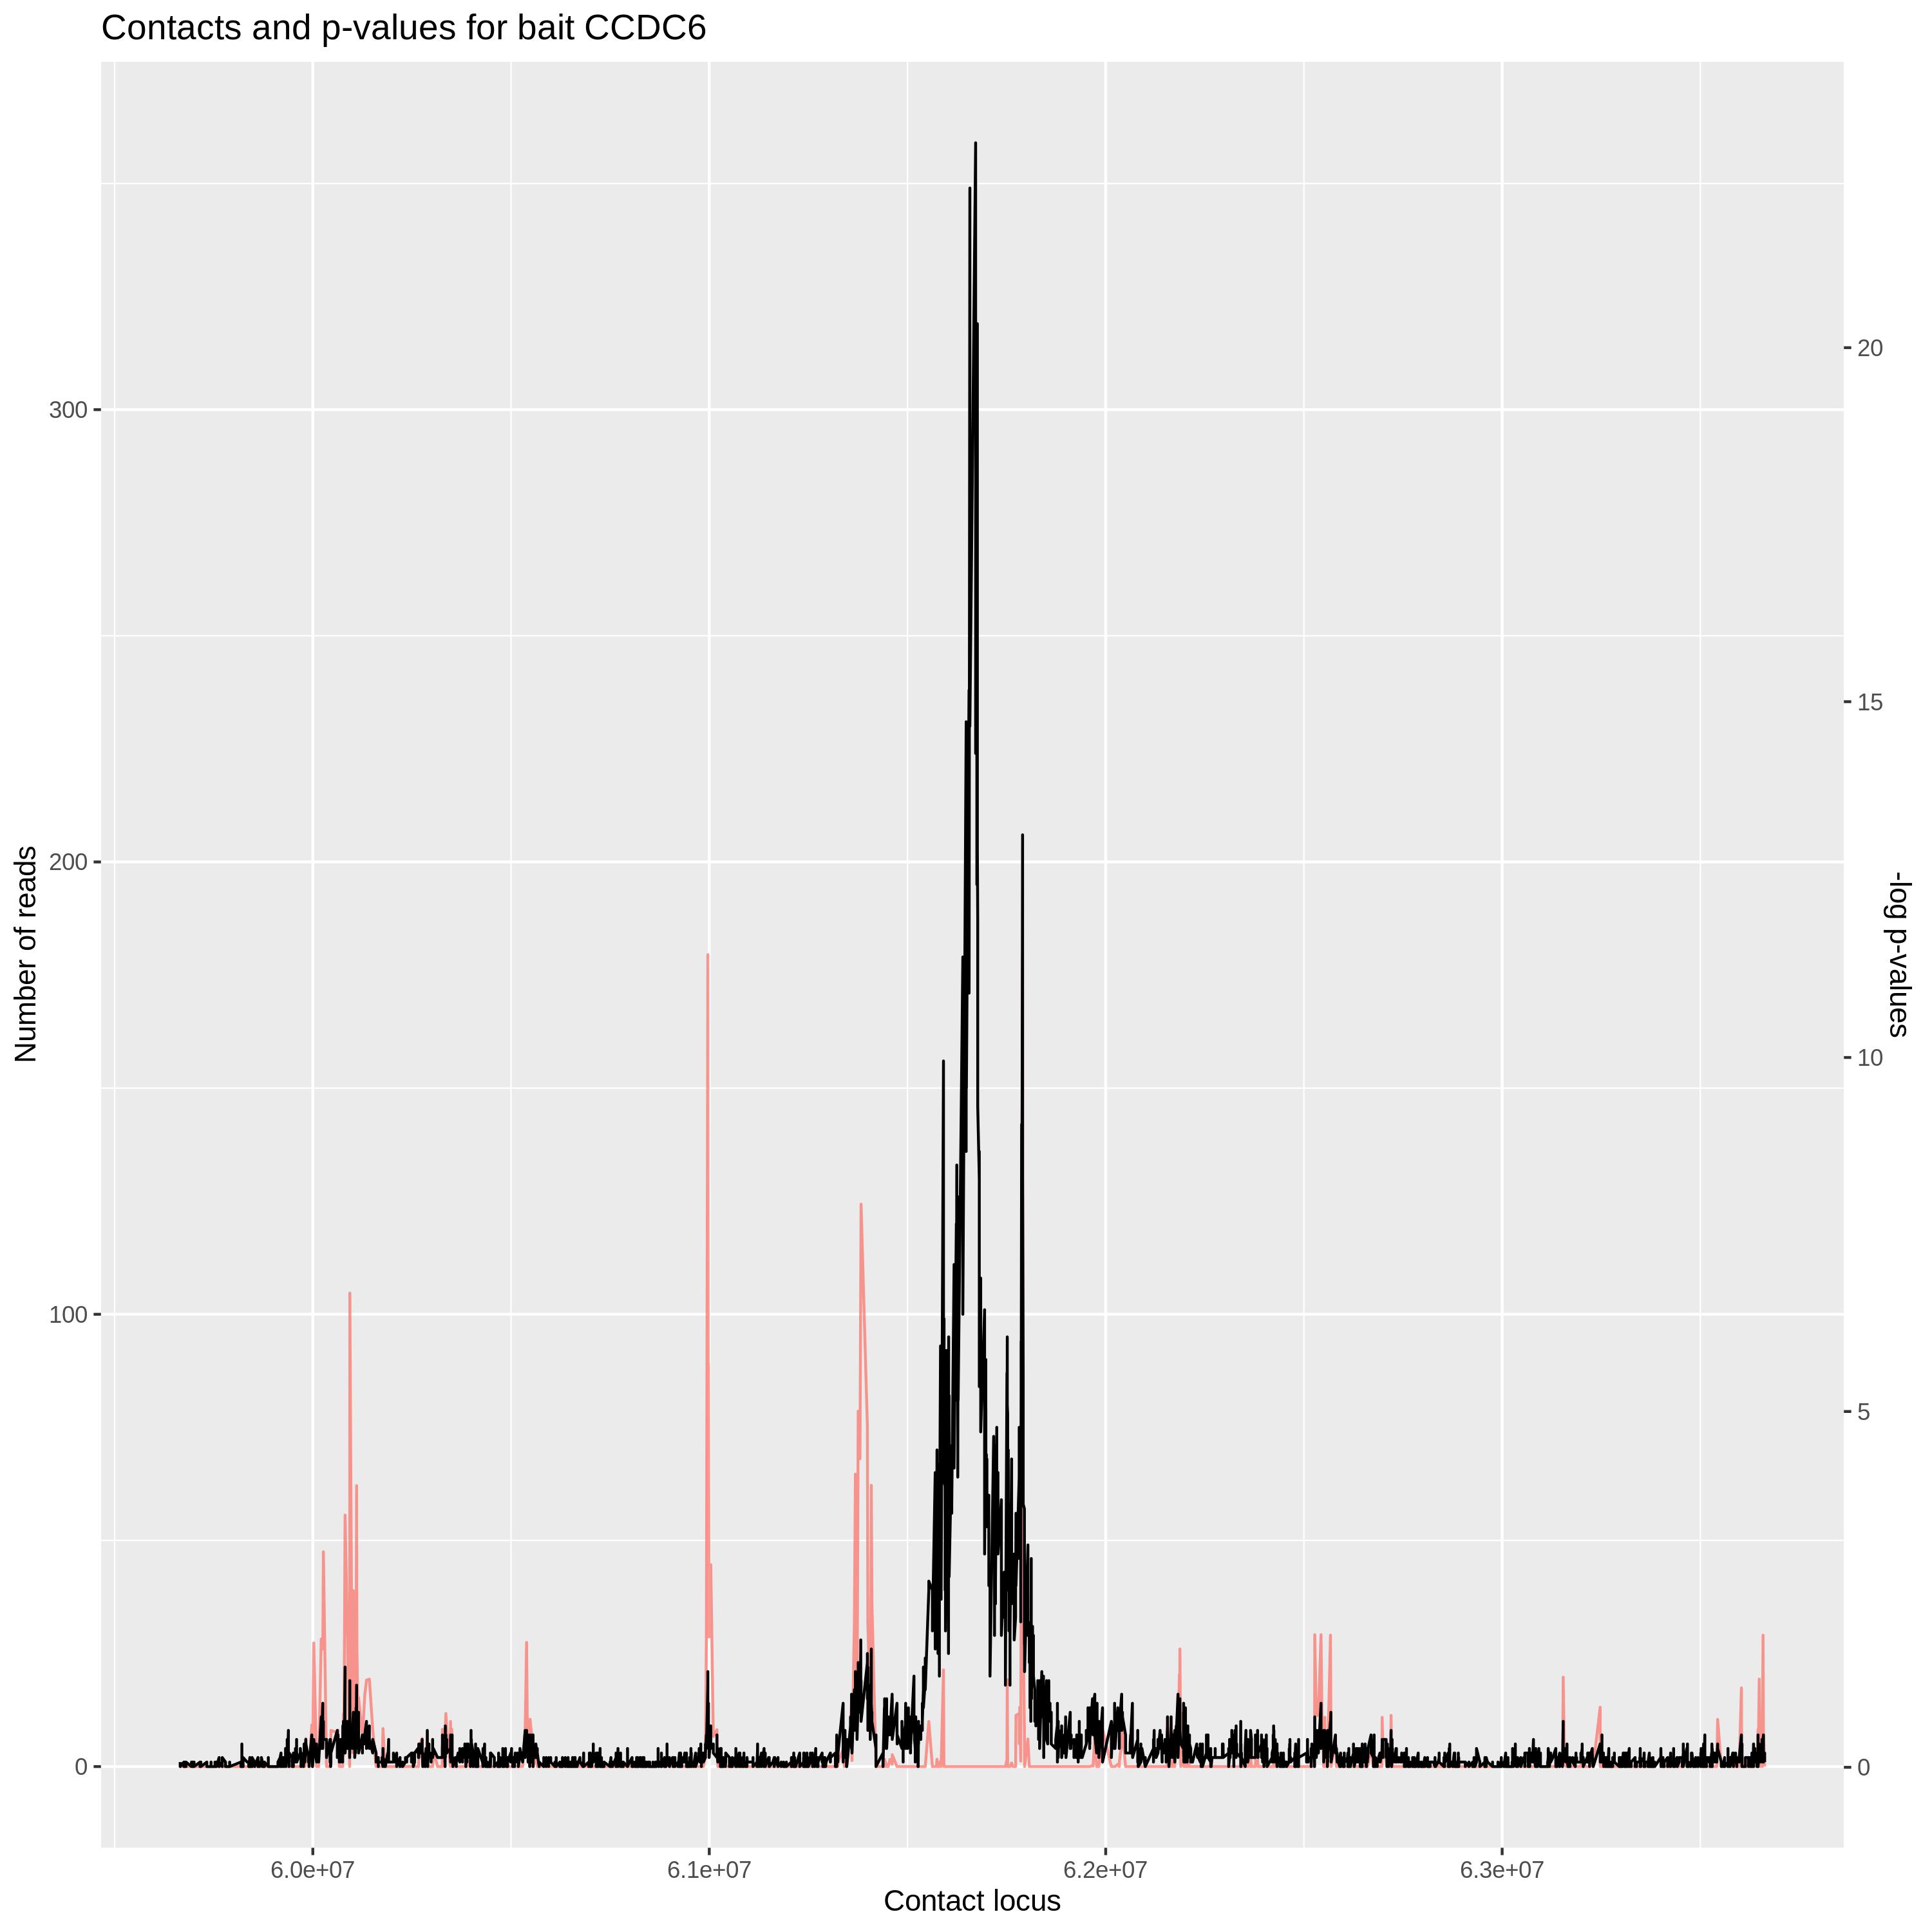 Contacts and p-values for bait CCDC6
300
200
100
0
Number of reads
20
15
10
5
0
-log p-values
6.0e+07 6.1e+07 6.2e+07 6.3e+07
Contact locus